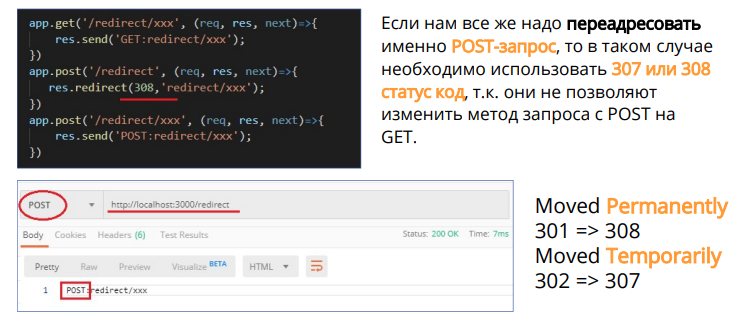 app.get('/redirect/xxx', (req, res, next)=>{
    res.send('GET:redirect/xxx');
})
app.post('/redirect', (req, res, next)=>{
   res.redirect(308,'redirect/xxx');
})
app.post('/redirect/xxx', (req, res, next)=>{
    res.send('POST:redirect/xxx');
})
Если нам все же надо переадресовать
именно POST-запрос, то в таком случае
необходимо использовать 307 или 308
статус код, т.к. они не позволяют
изменить метод запроса с POST на
GET.
POST http://localhost:3000/redirect
Body Cookies Headers (6) Test Results Status: 200 OK Time: 7ms
Pretty Raw Preview Visualize BETA HTML
1 POST:redirect/xxx
Moved Permanently
301 => 308
Moved Temporarily
302 => 307